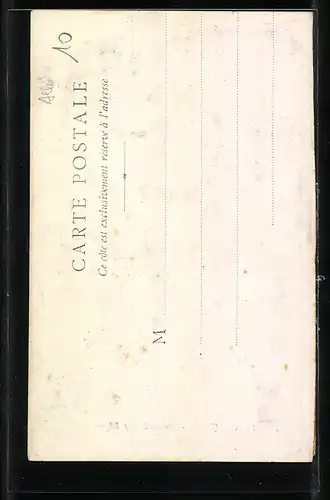 10
CARTE POSTALE
Ce côté est exclusivement réservé à l'adresse
M